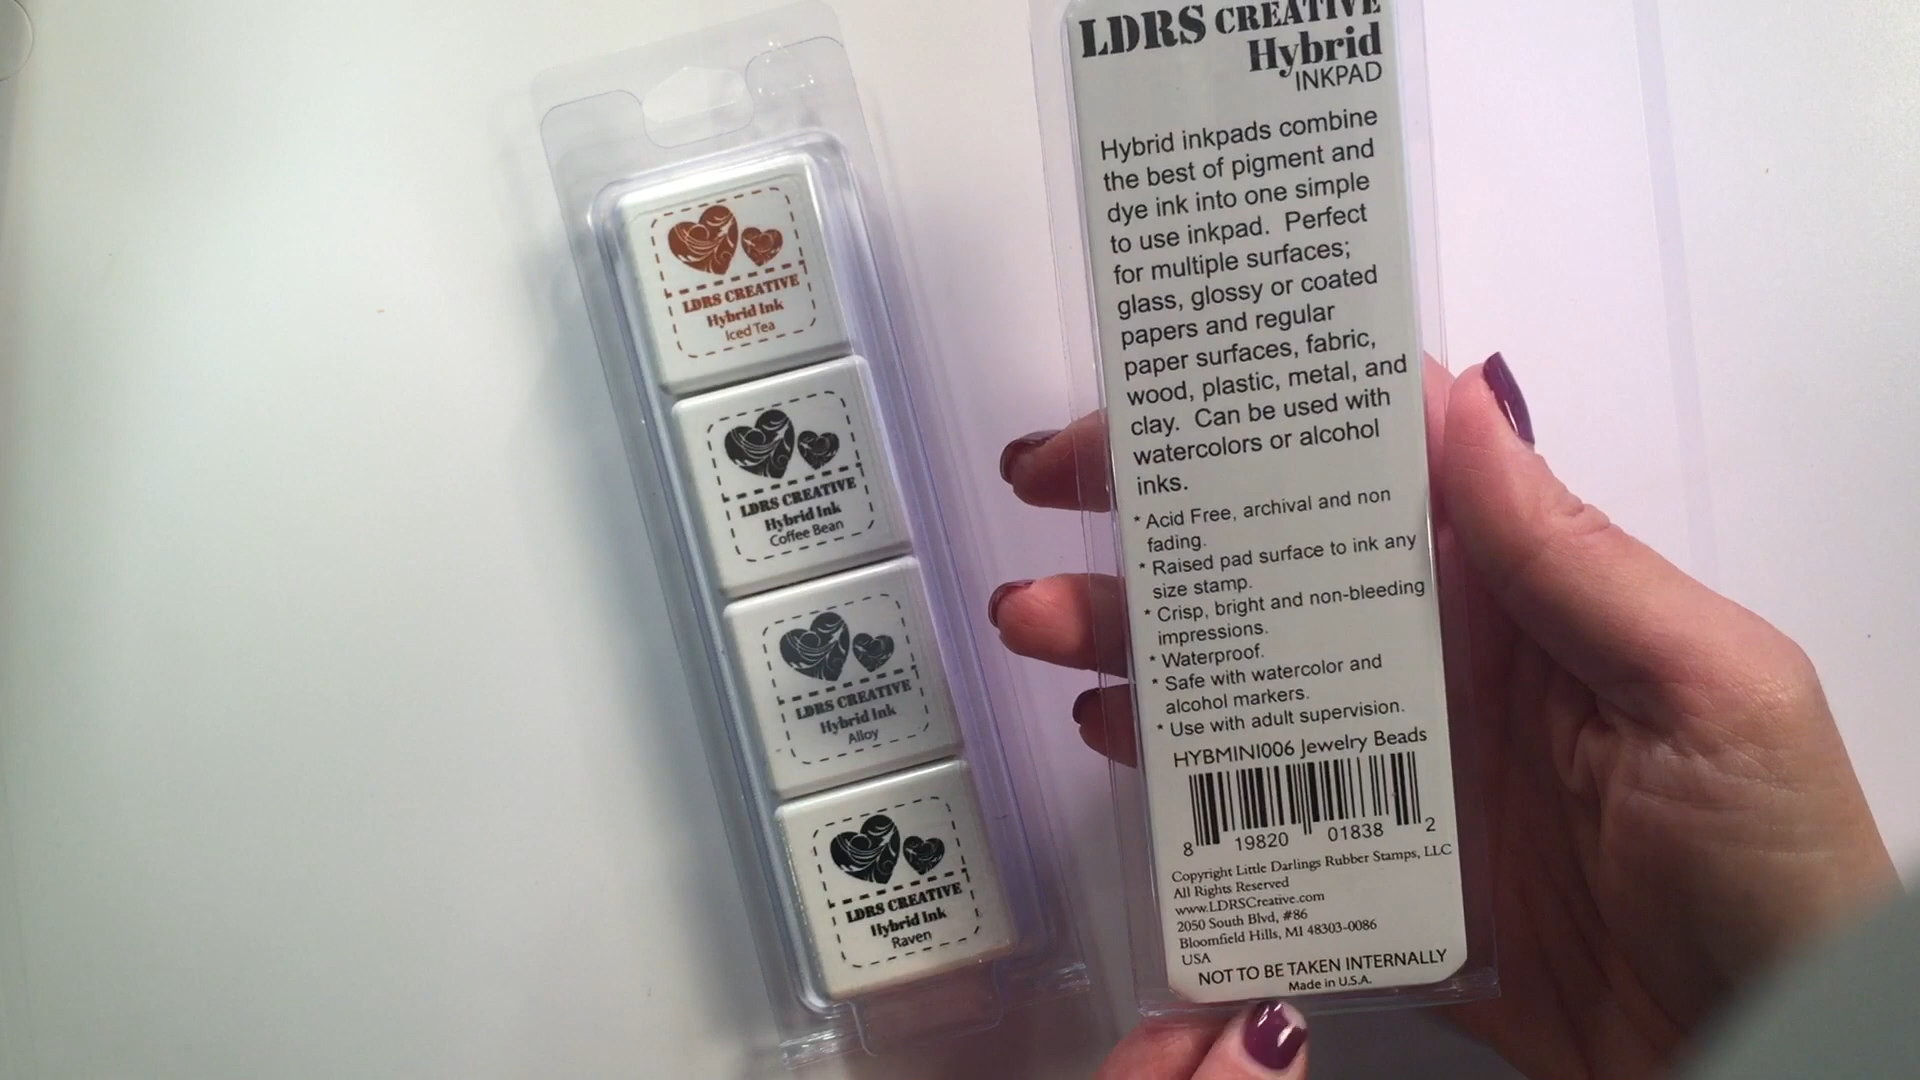 LDRS CREATIVE
Hybrid Ink
Iced Tea
LDRS CREATIVE
Hybrid Ink
Coffee Bean
LDRS CREATIVE
Hybrid Ink
Alloy
LDRS CREATIVE
Hybrid Ink
Raven
LDRS CREATIVE
Hybrid
INKPAD
Hybrid inkpads combine
the best of pigment and
dye ink into one simple
to use inkpad. Perfect
for multiple surfaces;
glass, glossy or coated
papers and regular
paper surfaces, fabric,
wood, plastic, metal, and
clay. Can be used with
watercolors or alcohol
inks.
* Acid Free, archival and non
fading.
* Raised pad surface to ink any
size stamp.
* Crisp, bright and non-bleeding
impressions.
* Waterproof.
* Safe with watercolor and
alcohol markers.
* Use with adult supervision.
HYBMINI006 Jewelry Beads
8 19820 01838 2
Copyright Little Darlings Rubber Stamps, LLC
All Rights Reserved
www.LDRSCreative.com
2050 South Blvd, #86
Bloomfield Hills, MI 48303-0086
USA
NOT TO BE TAKEN INTERNALLY
Made in U.S.A.